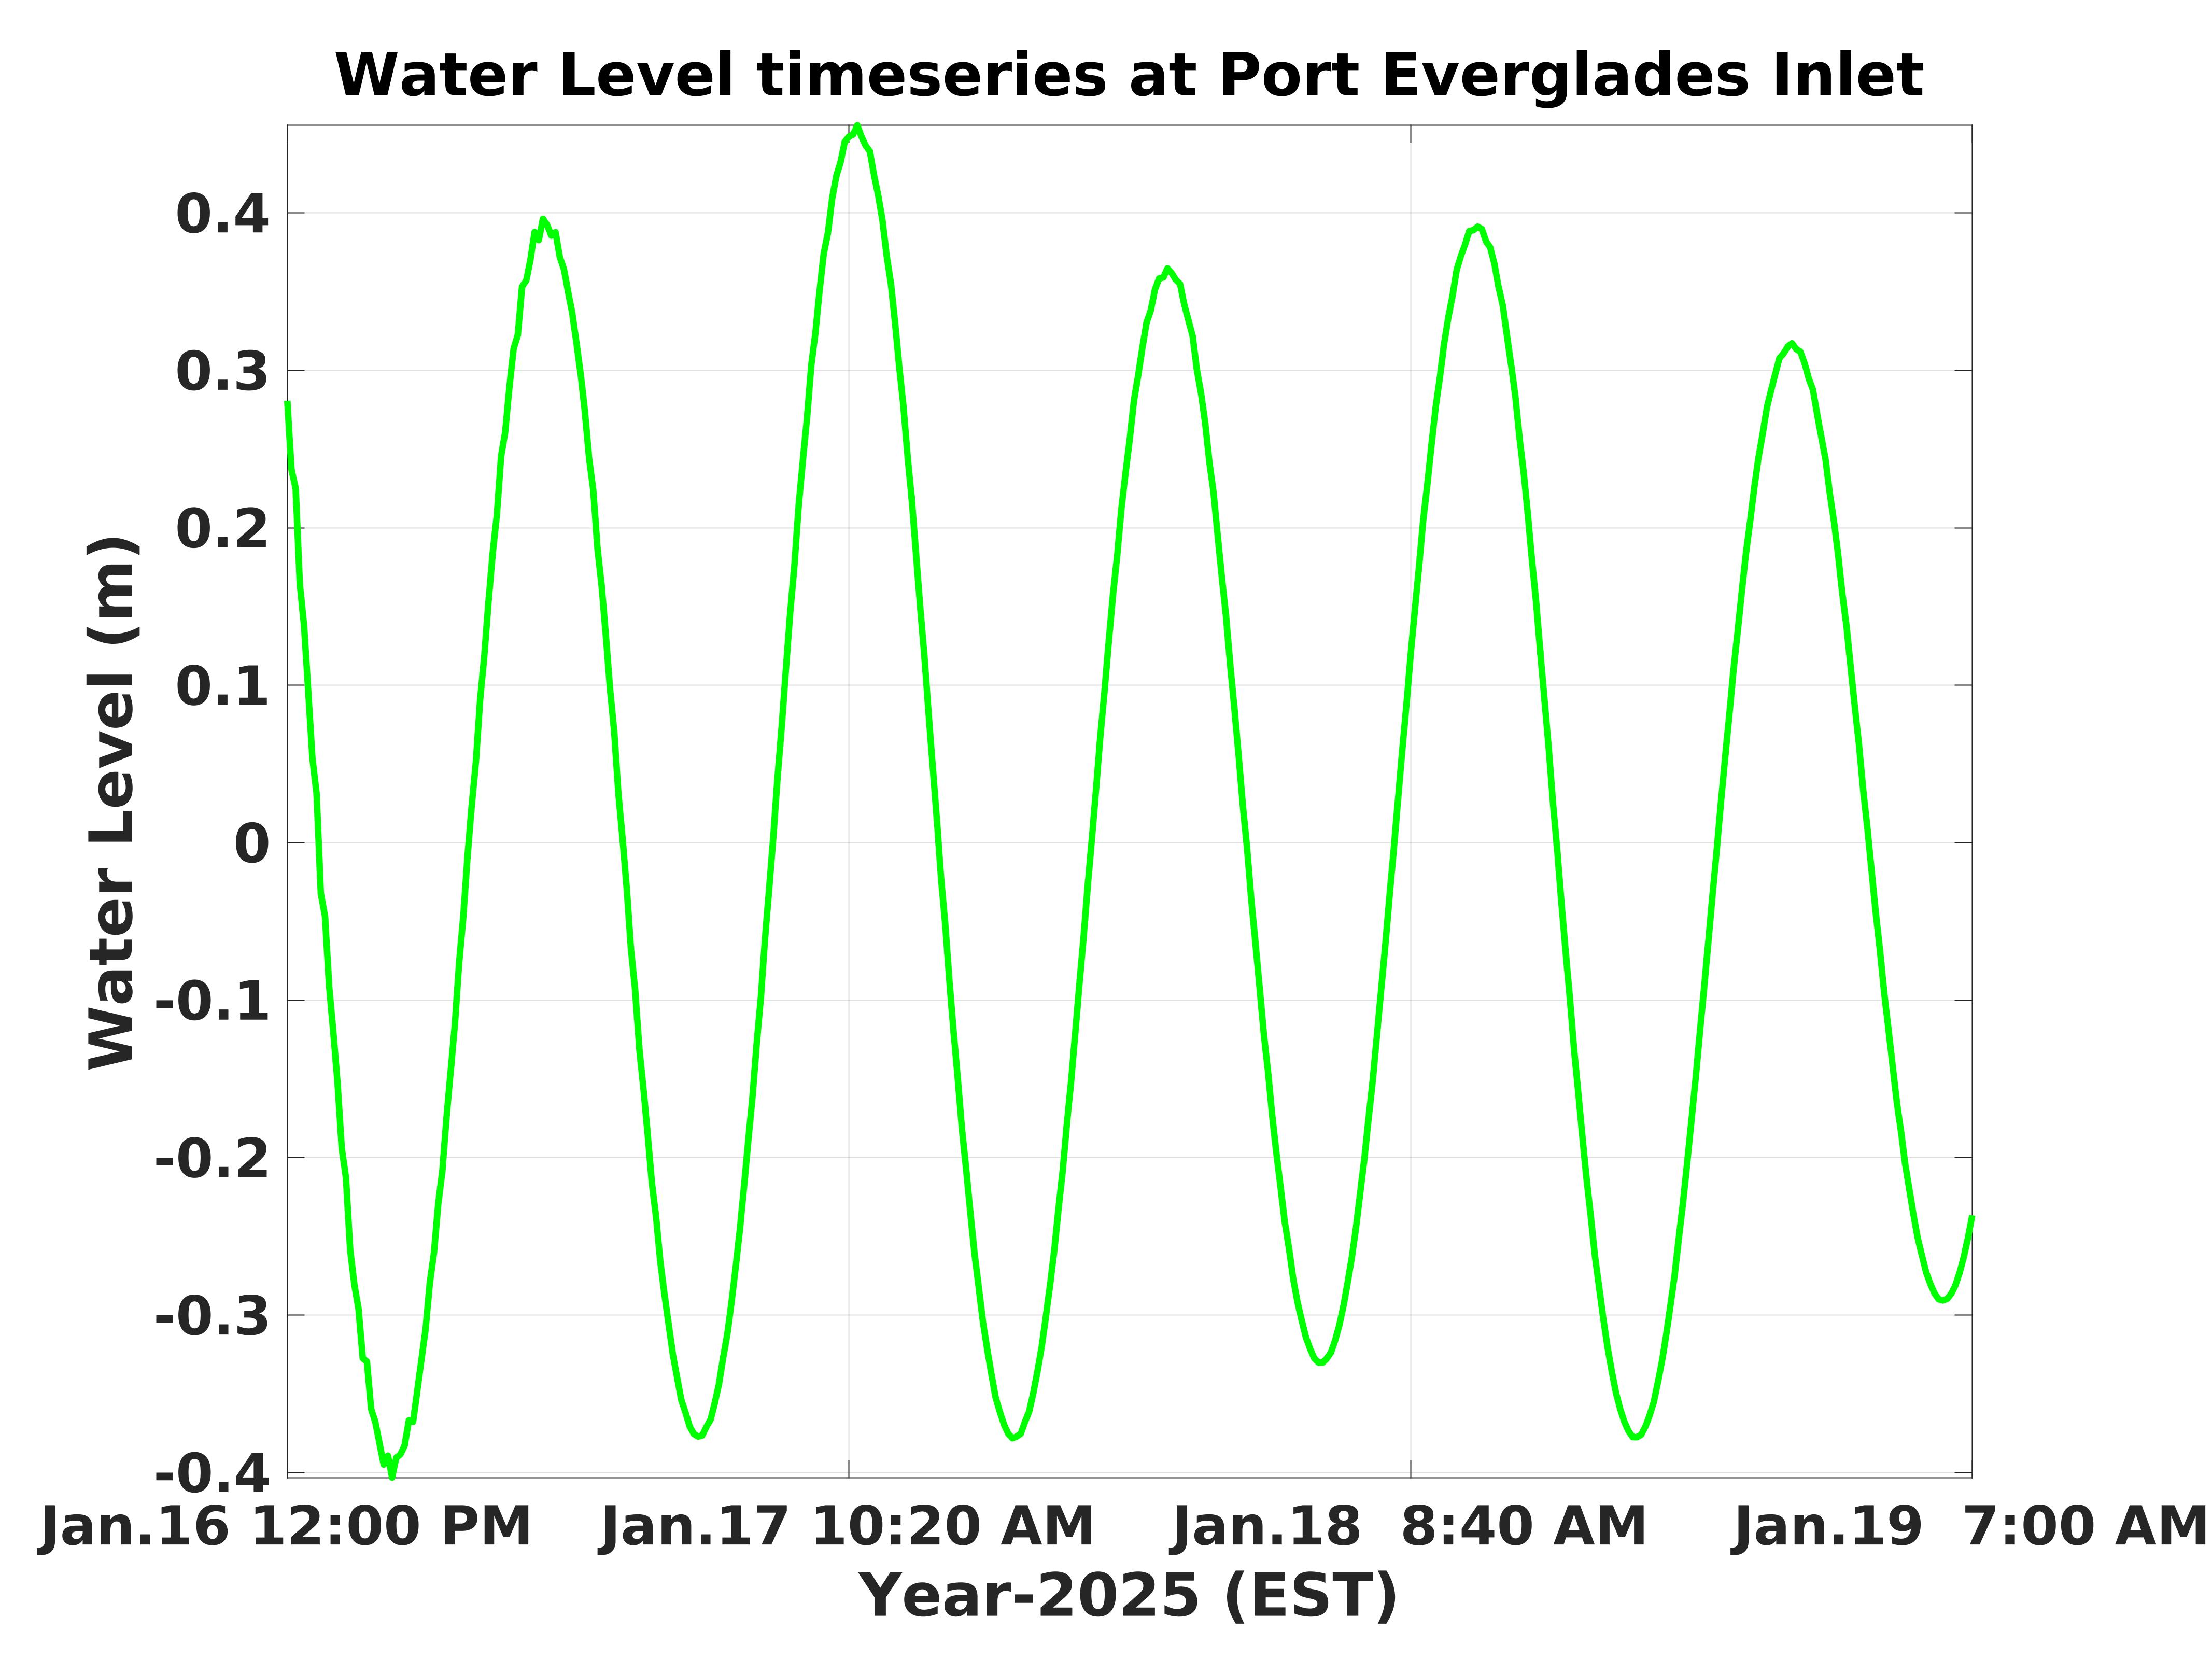 Water Level timeseries at Port Everglades Inlet
Water Level (m)
0.4
0.3
0.2
0.1
0
-0.1
-0.2
-0.3
-0.4
Jan.16 12:00 PM Jan.17 10:20 AM Jan.18 8:40 AM Jan.19 7:00 AM
Year-2025 (EST)